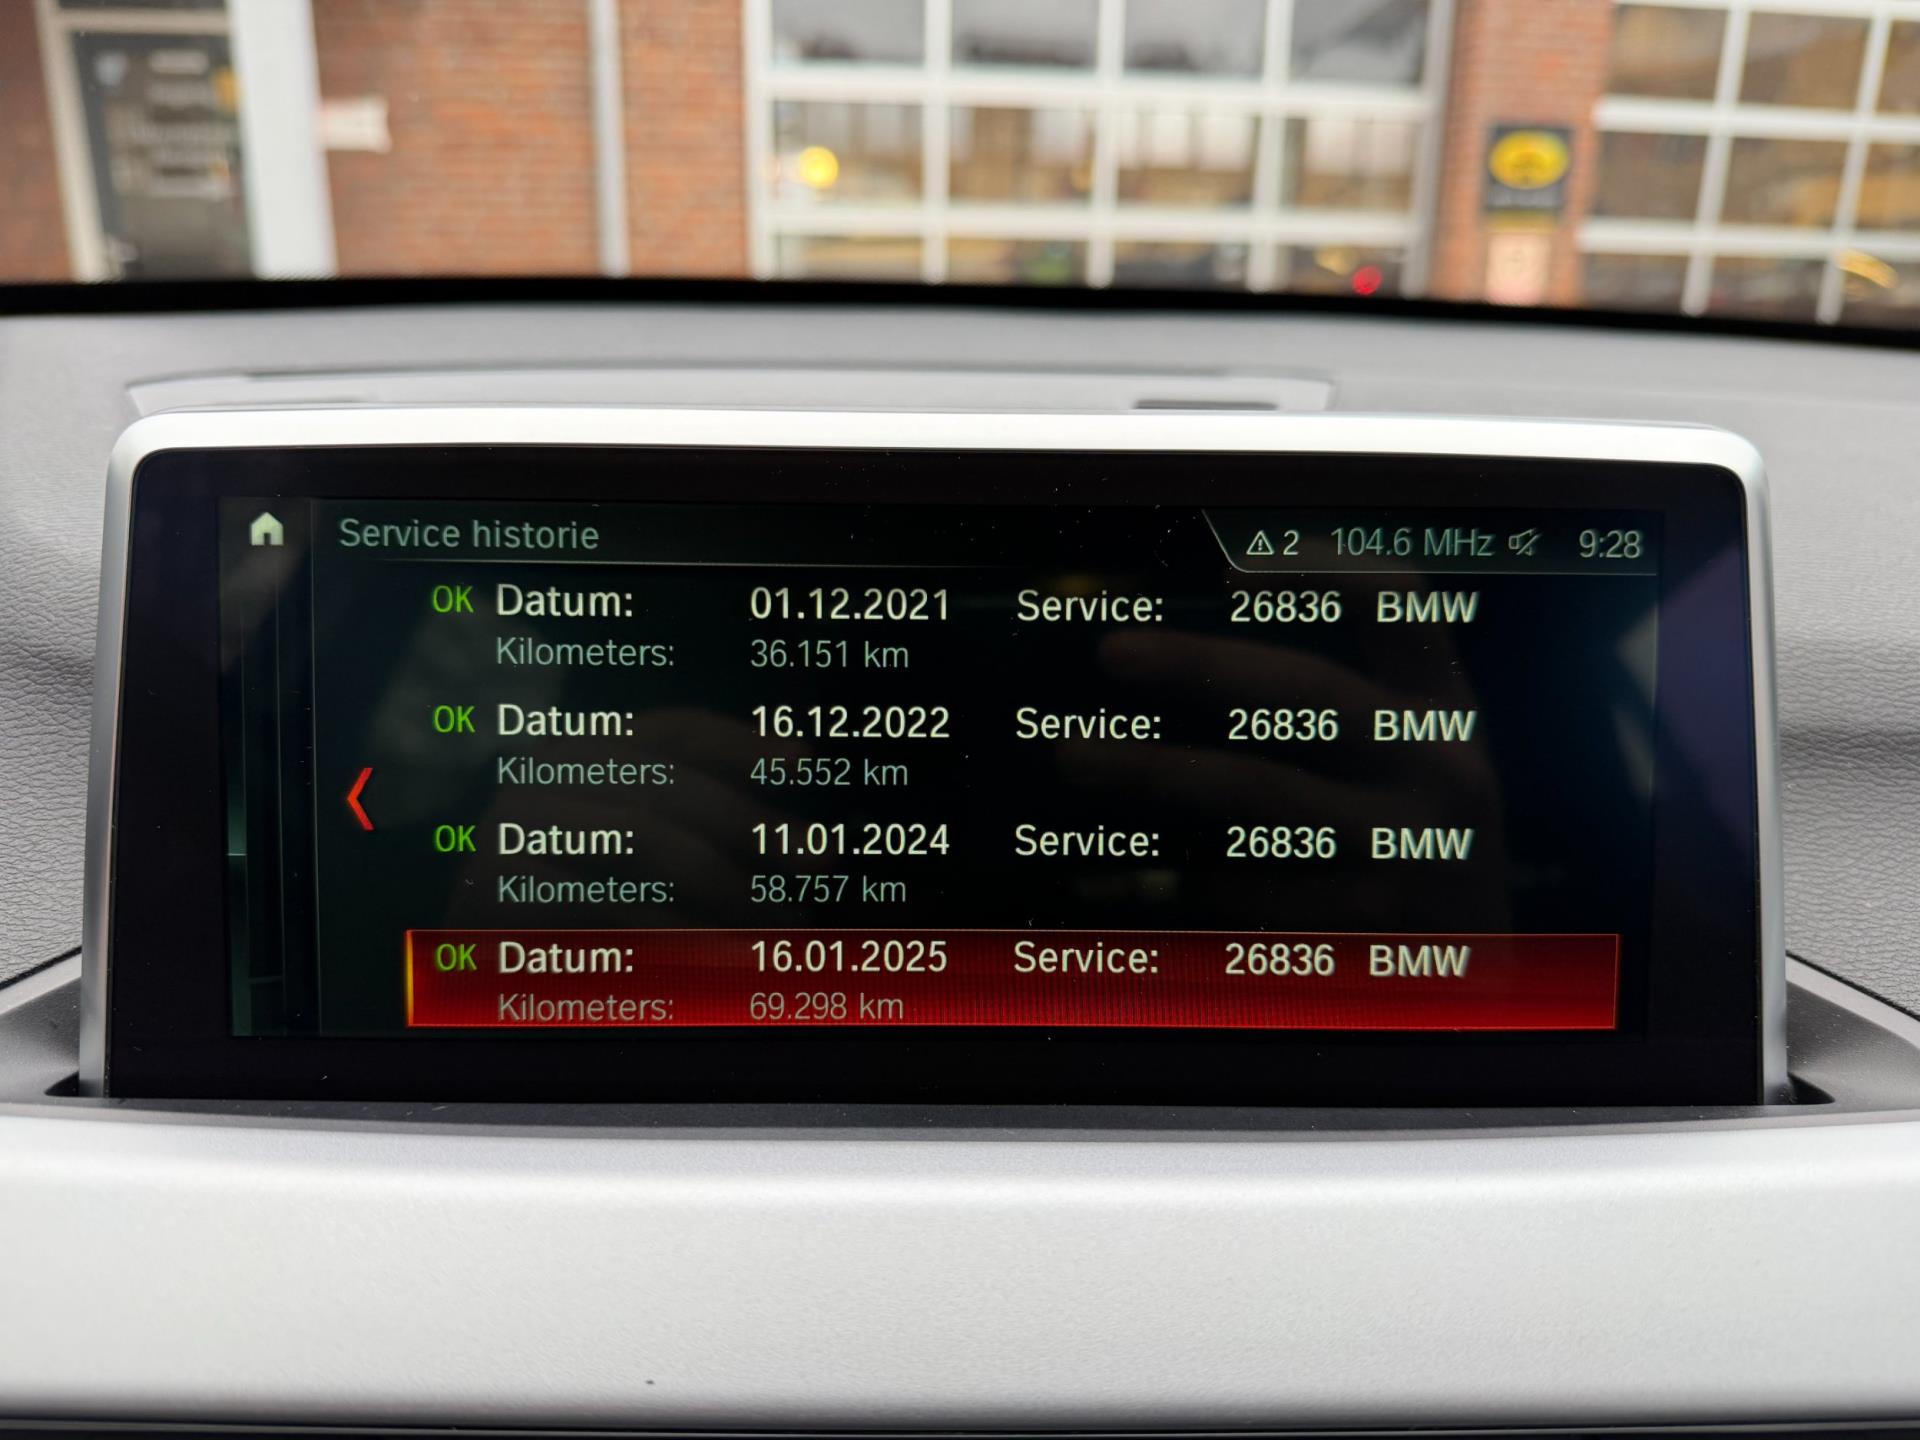 Service historie 2 104.6 MHz 9:28
OK Datum: 01.12.2021 Service: 26836 BMW
Kilometers: 36.151 km
OK Datum: 16.12.2022 Service: 26836 BMW
Kilometers: 45.552 km
OK Datum: 11.01.2024 Service: 26836 BMW
Kilometers: 58.757 km
OK Datum: 16.01.2025 Service: 26836 BMW
Kilometers: 69.298 km